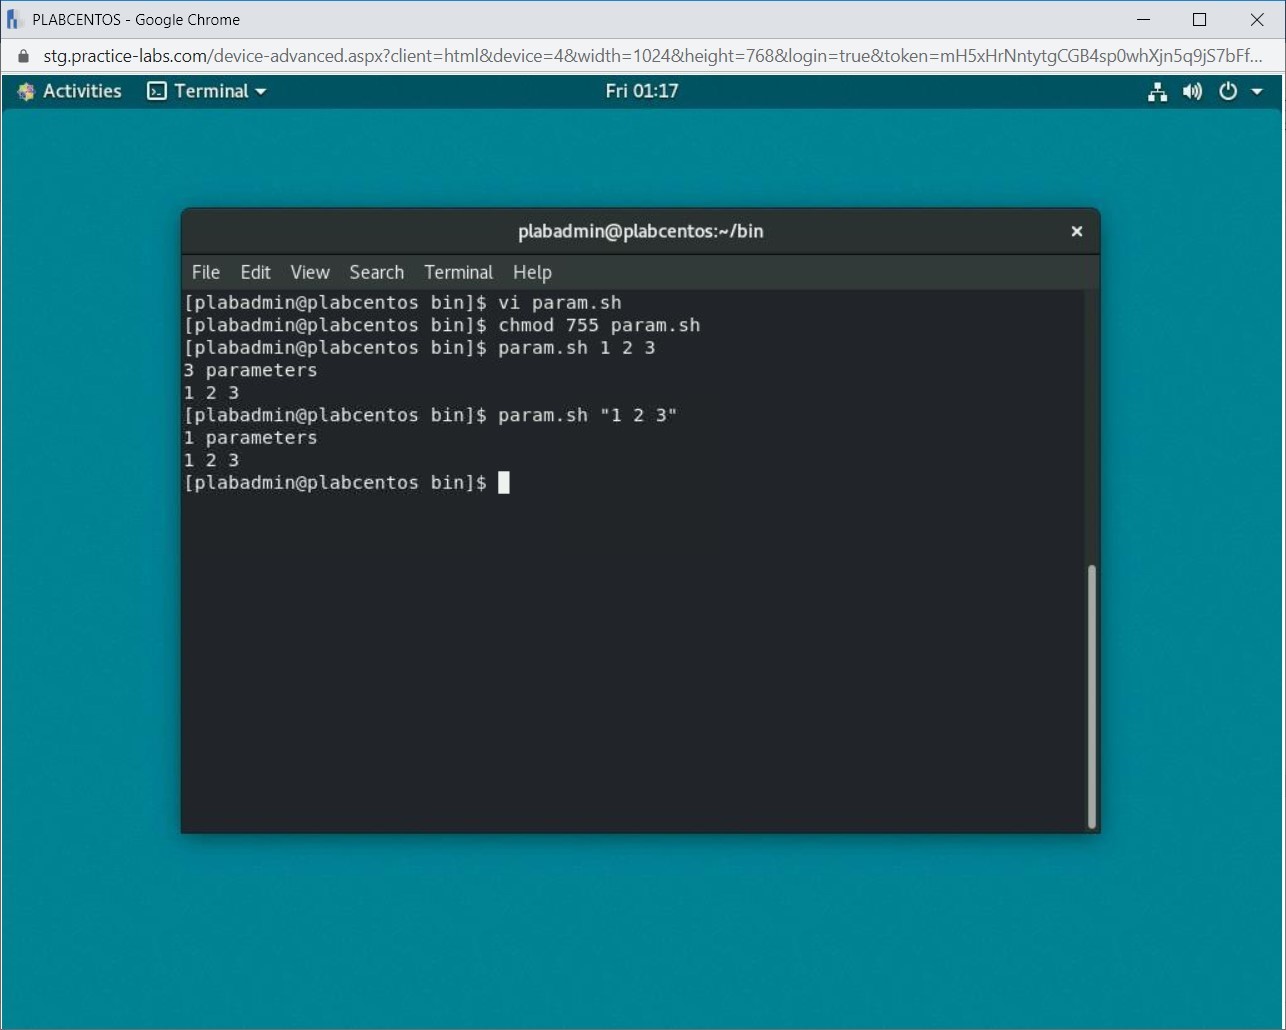 PLABCENTOS - Google Chrome
stg.practice-labs.com/device-advanced.aspx?client=html&device=4&width=1024&height=768&login=true&token=mH5xHrNntytgCGB4sp0whXjn5q9jS7bFf...
Activities Terminal Fri 01:17
plabadmin@plabcentos:~/bin
File Edit View Search Terminal Help
[plabadmin@plabcentos bin]$ vi param.sh
[plabadmin@plabcentos bin]$ chmod 755 param.sh
[plabadmin@plabcentos bin]$ param.sh 1 2 3
3 parameters
1 2 3
[plabadmin@plabcentos bin]$ param.sh "1 2 3"
1 parameters
1 2 3
[plabadmin@plabcentos bin]$